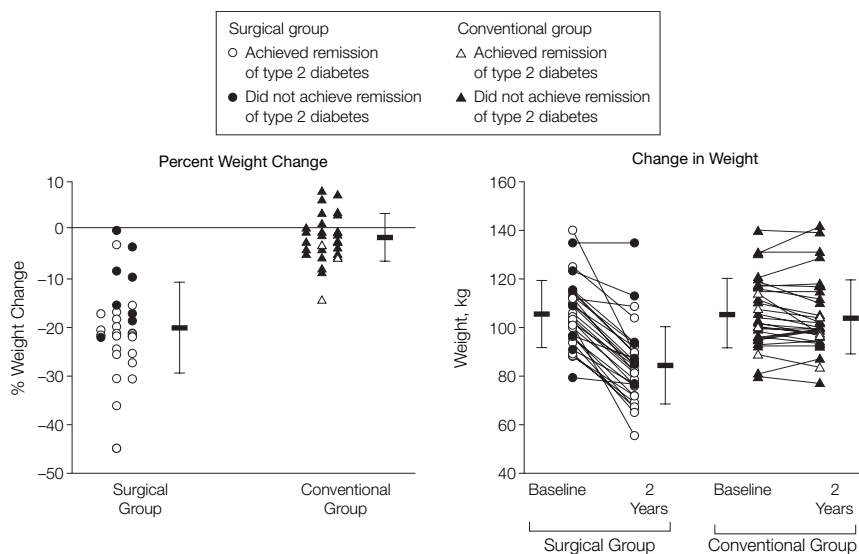 Surgical group
Achieved remission
of type 2 diabetes
Did not achieve remission
of type 2 diabetes
Conventional group
Achieved remission
of type 2 diabetes
Did not achieve remission
of type 2 diabetes
Percent Weight Change
% Weight Change
10
0
–10
–20
–30
–40
–50
Surgical
Group
Conventional
Group
Change in Weight
Weight, kg
160
140
120
100
80
60
40
Baseline
2
Years
Baseline
2
Years
Surgical Group
Conventional Group